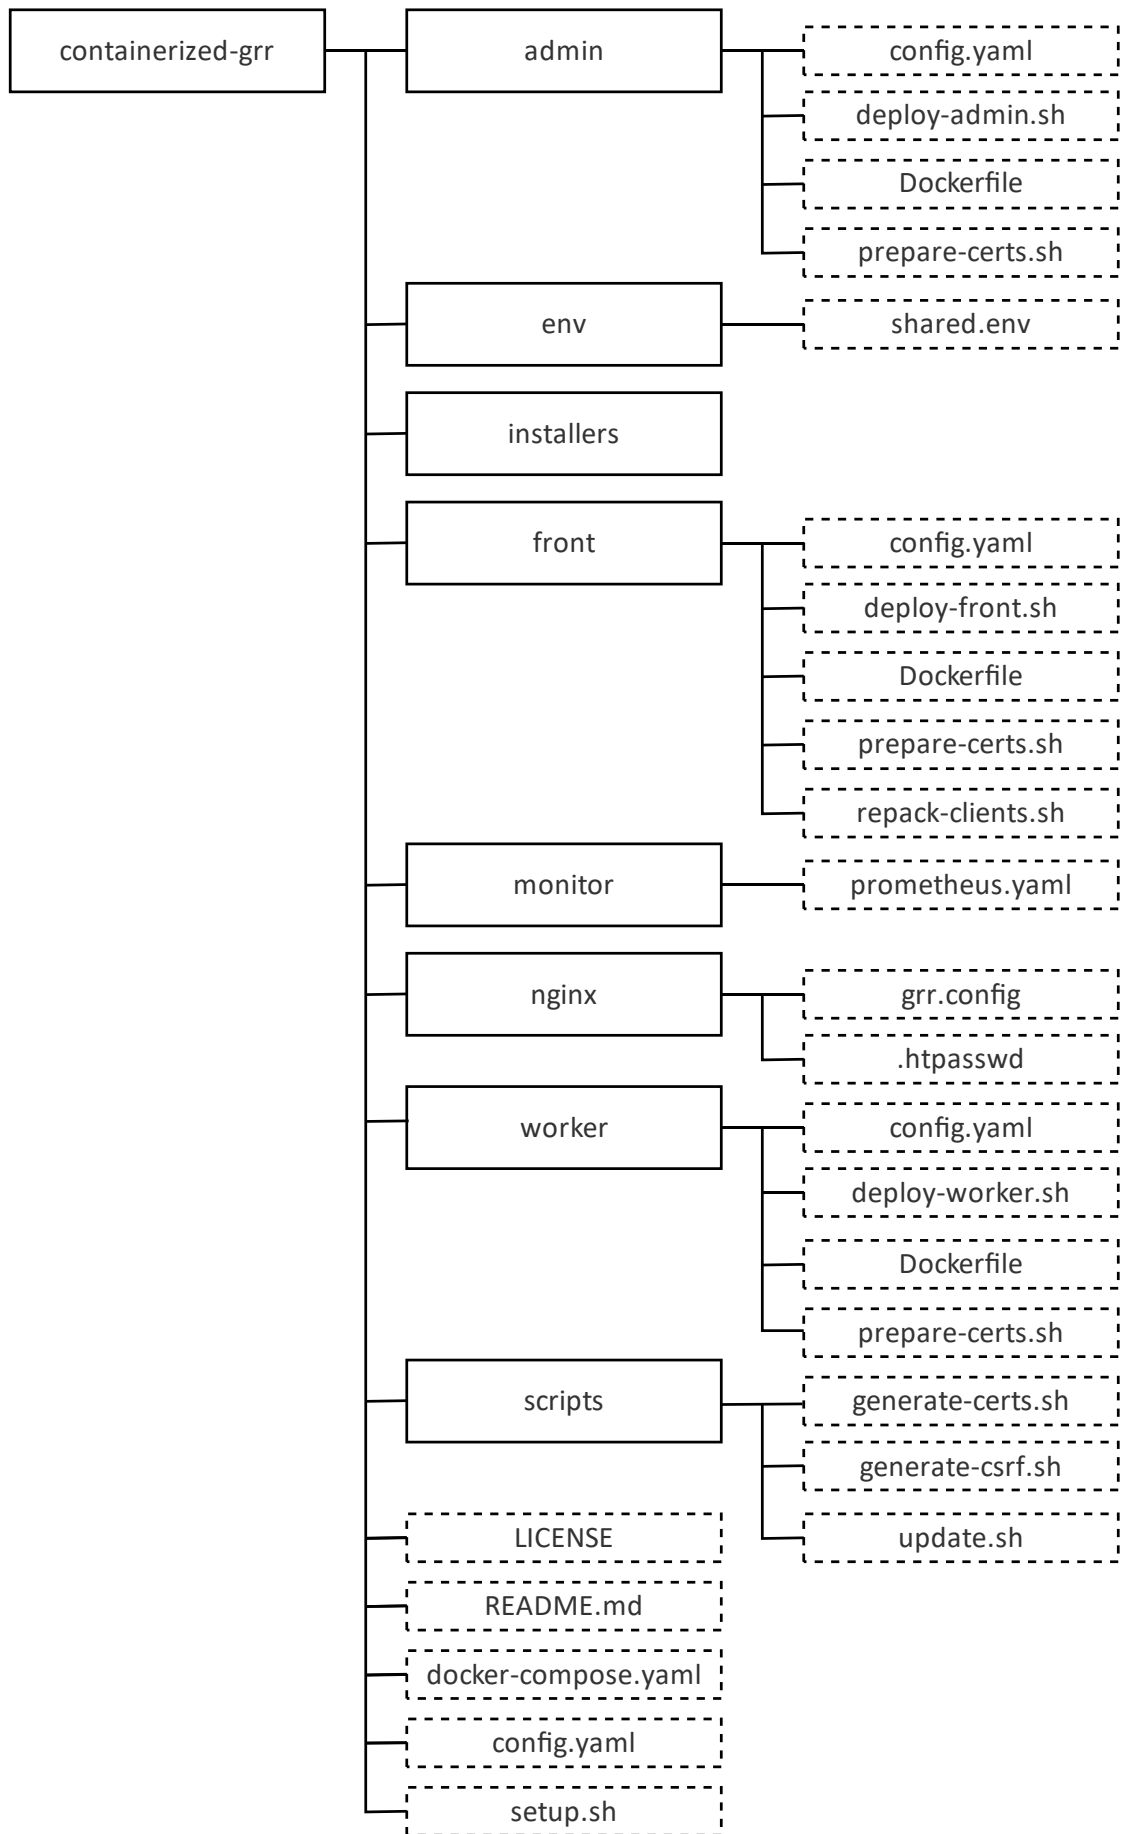 containerized-grr
admin
config.yaml
deploy-admin.sh
Dockerfile
prepare-certs.sh
env
shared.env
installers
front
config.yaml
deploy-front.sh
Dockerfile
prepare-certs.sh
repack-clients.sh
monitor
prometheus.yaml
nginx
grr.config
.htpasswd
worker
config.yaml
deploy-worker.sh
Dockerfile
prepare-certs.sh
scripts
generate-certs.sh
generate-csrf.sh
update.sh
LICENSE
README.md
docker-compose.yaml
config.yaml
setup.sh